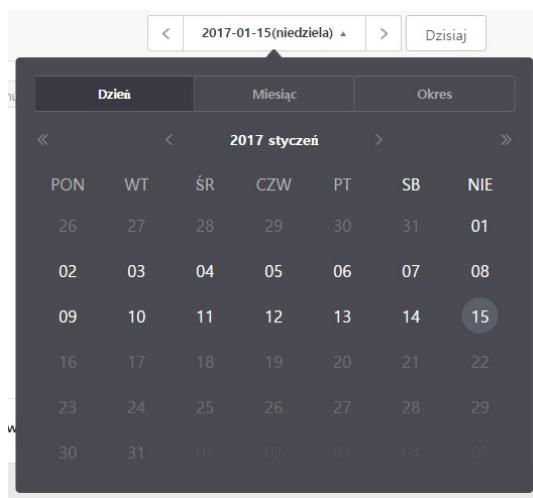 2017-01-15(niedziela)
Dzisiaj
Dzień Miesiąc Okres
2017 styczeń
PON WT ŚR CZW PT SB NIE
26 27 28 29 30 31 01
02 03 04 05 06 07 08
09 10 11 12 13 14 15
16 17 18 19 20 21 22
23 24 25 26 27 28 29
30 31 01 02 03 04 05